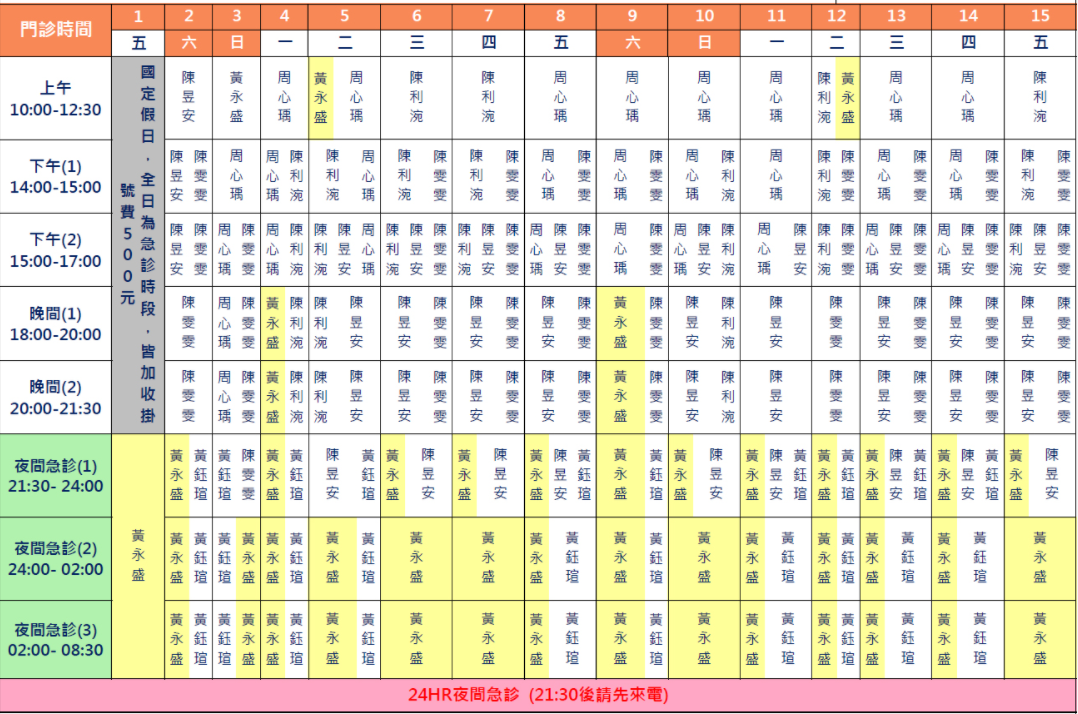 門診時間 1 2 3 4 5 6 7 8 9 10 11 12 13 14 15
五 六 日 一 二 三 四 五 六 日 一 二 三 四 五
國定假日，全日為急診時段，皆加收掛
號費500元
上午
10:00-12:30
陳昱安 黃永盛 周心瑀 黃永盛 周心瑀 陳利涴 陳利涴 周心瑀 周心瑀 周心瑀 周心瑀 陳利涴 黃永盛 周心瑀 周心瑀 陳利涴
下午(1)
14:00-15:00
陳昱安 陳雯雯 周心瑀 周心瑀 陳利涴 陳利涴 周心瑀 陳利涴 陳雯雯 陳利涴 陳雯雯 周心瑀 陳雯雯 周心瑀 陳雯雯 周心瑀 陳利涴 周心瑀 陳利涴 陳雯雯 周心瑀 陳雯雯 周心瑀 陳雯雯 陳利涴 陳雯雯
下午(2)
15:00-17:00
陳昱安 陳雯雯 周心瑀 陳雯雯 周心瑀 陳利涴 陳利涴 陳昱安 周心瑀 陳利涴 陳昱安 陳雯雯 陳利涴 陳昱安 陳雯雯 周心瑀 陳昱安 陳雯雯 周心瑀 陳雯雯 周心瑀 陳昱安 陳利涴 周心瑀 陳昱安 陳利涴 陳雯雯 周心瑀 陳昱安 陳雯雯 周心瑀 陳昱安 陳雯雯 陳利涴 陳昱安 陳雯雯
晚間(1)
18:00-20:00
陳雯雯 周心瑀 陳雯雯 黃永盛 陳利涴 陳利涴 陳昱安 陳昱安 陳雯雯 陳昱安 陳雯雯 陳昱安 陳雯雯 黃永盛 陳雯雯 陳昱安 陳利涴 陳昱安 陳雯雯 陳昱安 陳雯雯 陳昱安 陳雯雯 陳昱安 陳雯雯
晚間(2)
20:00-21:30
陳雯雯 周心瑀 陳雯雯 黃永盛 陳利涴 陳利涴 陳昱安 陳昱安 陳雯雯 陳昱安 陳雯雯 陳昱安 陳雯雯 黃永盛 陳雯雯 陳昱安 陳利涴 陳昱安 陳雯雯 陳昱安 陳雯雯 陳昱安 陳雯雯 陳昱安 陳雯雯
夜間急診(1)
21:30- 24:00
黃永盛 黃鈺瑄 黃鈺瑄 陳雯雯 黃永盛 黃鈺瑄 陳昱安 黃鈺瑄 黃永盛 陳昱安 黃永盛 陳昱安 黃永盛 陳昱安 黃鈺瑄 黃永盛 黃鈺瑄 黃永盛 陳昱安 黃永盛 陳昱安 黃鈺瑄 黃永盛 黃鈺瑄 黃永盛 陳昱安 黃鈺瑄 黃永盛 陳昱安 黃鈺瑄 黃永盛 陳昱安
夜間急診(2)
24:00- 02:00
黃永盛 黃永盛 黃鈺瑄 黃鈺瑄 黃永盛 黃永盛 黃鈺瑄 黃永盛 黃鈺瑄 黃永盛 黃永盛 黃永盛 黃鈺瑄 黃永盛 黃鈺瑄 黃永盛 黃永盛 黃鈺瑄 黃永盛 黃鈺瑄 黃永盛 黃鈺瑄 黃永盛 黃鈺瑄 黃永盛
夜間急診(3)
02:00- 08:30
黃永盛 黃鈺瑄 黃鈺瑄 黃永盛 黃永盛 黃鈺瑄 黃永盛 黃鈺瑄 黃永盛 黃永盛 黃永盛 黃鈺瑄 黃永盛 黃鈺瑄 黃永盛 黃永盛 黃鈺瑄 黃永盛 黃鈺瑄 黃永盛 黃鈺瑄 黃永盛 黃鈺瑄 黃永盛
24HR夜間急診 (21:30後請先來電)